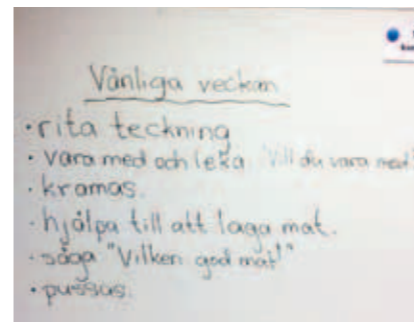 Vänliga veckan
• rita teckning
• vara med och leka "Vill du vara med!
• kramas.
• hjälpa till att laga mat.
• säga "Vilken god mat!"
• pussas.